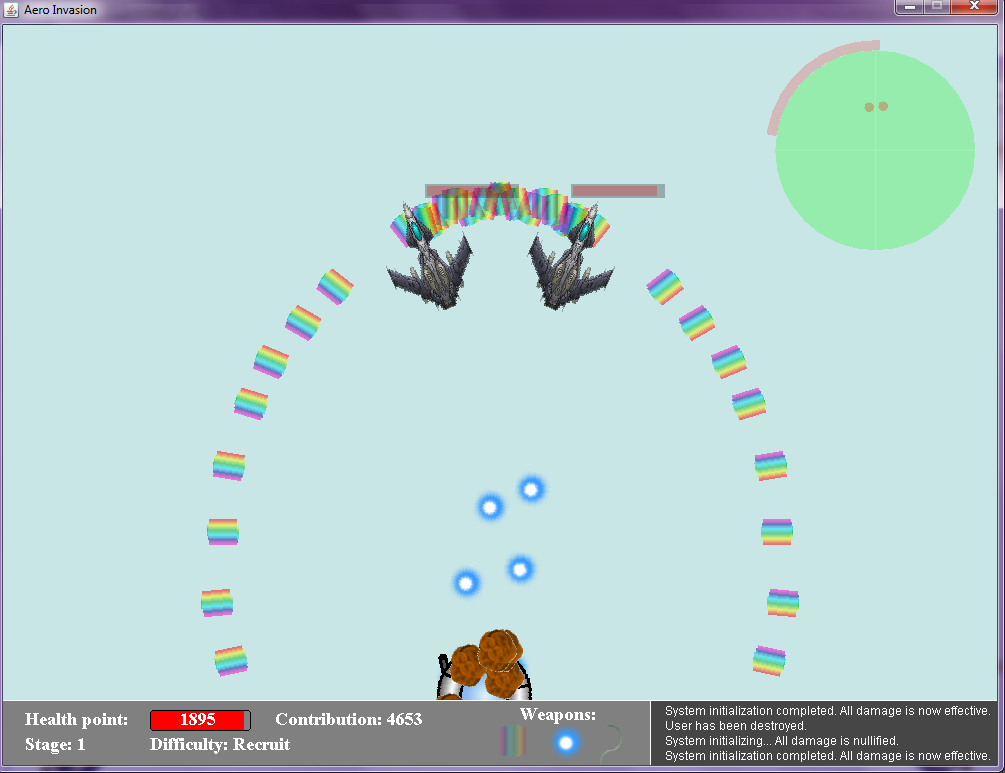 Aero Invasion
Health point: 1895 Contribution: 4653 Weapons:
Stage: 1 Difficulty: Recruit
System initialization completed. All damage is now effective.
User has been destroyed.
System initializing... All damage is nullified.
System initialization completed. All damage is now effective.